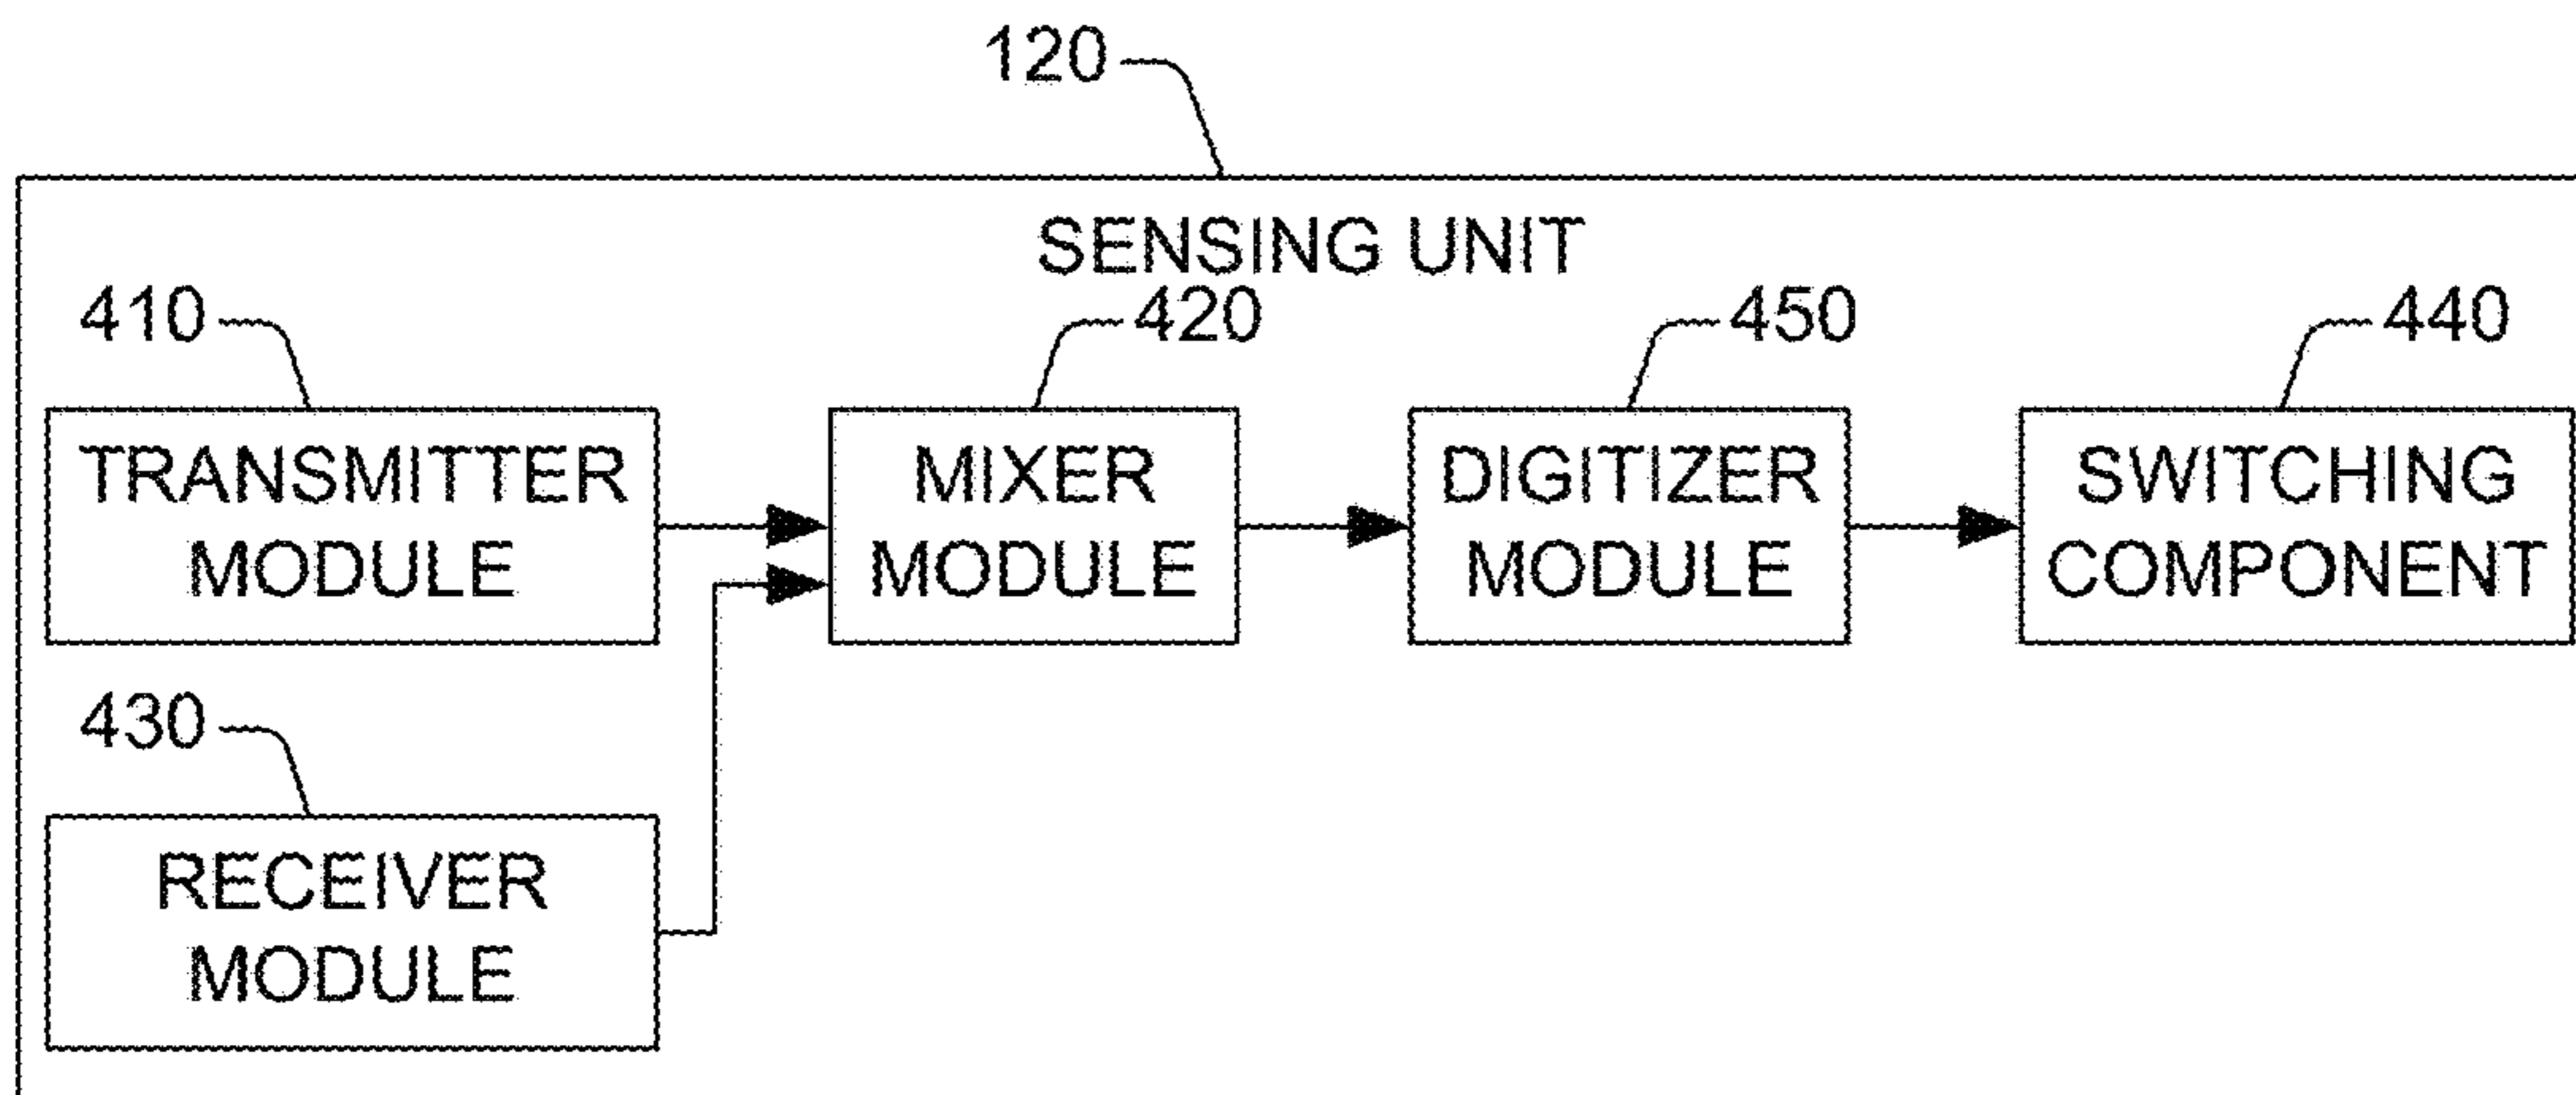 120
SENSING UNIT
410
420
450
440
TRANSMITTER
MODULE
MIXER
MODULE
DIGITIZER
MODULE
SWITCHING
COMPONENT
430
RECEIVER
MODULE